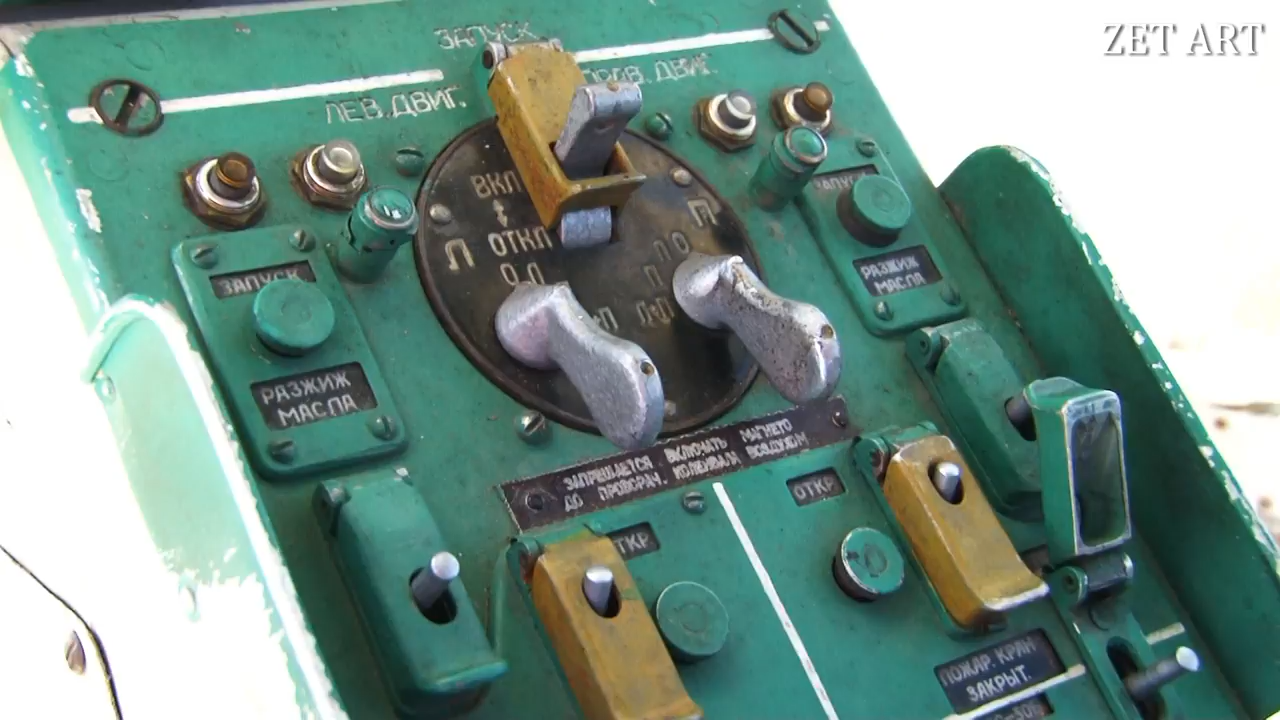 ZET ART
ЗАПУСК
ЛЕВ. ДВИГ.
ПРАВ. ДВИГ.
ВКЛ
ОТКЛ
Л
О Л
П
Л О
П
Л+П
ЗАПУСК
РАЗЖИЖ
МАСЛА
ЗАПУСК
РАЗЖИЖ
МАСЛА
ЗАПРЕЩАЕТСЯ ВКЛЮЧАТЬ МАГНЕТО
ДО ПРОВОРАЧ. КОЛЕНВАЛА ВОЗДУХОМ
ОТКР
ОТКР
ПОЖАР. КРАН
ЗАКРЫТ.